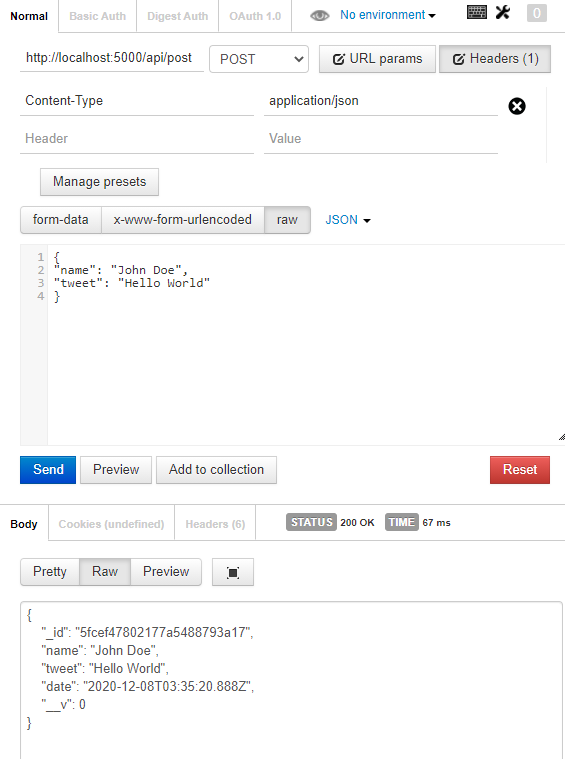 Normal Basic Auth Digest Auth OAuth 1.0 No environment 0
http://localhost:5000/api/post POST URL params Headers (1)
Content-Type application/json
Header Value
Manage presets
form-data x-www-form-urlencoded raw JSON
1 {
2 "name": "John Doe",
3 "tweet": "Hello World"
4 }
Send Preview Add to collection Reset
Body Cookies (undefined) Headers (6) STATUS 200 OK TIME 67 ms
Pretty Raw Preview
{
"_id": "5fcef47802177a5488793a17",
"name": "John Doe",
"tweet": "Hello World",
"date": "2020-12-08T03:35:20.888Z",
"__v": 0
}